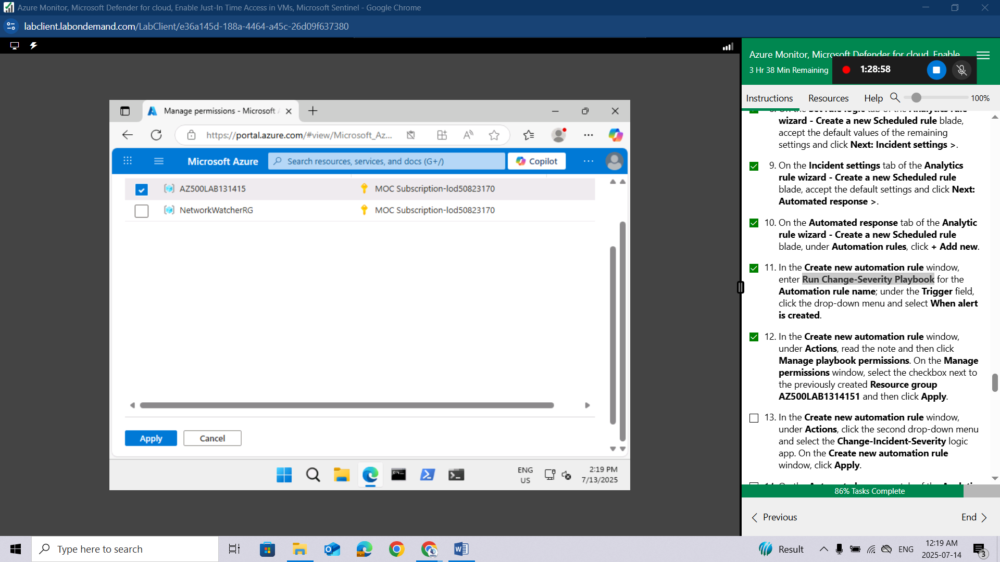 Azure Monitor, Microsoft Defender for cloud, Enable Just-In Time Access in VMs, Microsoft Sentinel - Google Chrome
labclient.labondemand.com/LabClient/e36a145d-188a-4464-a45c-26d09f637380
Azure Monitor, Microsoft Defender for cloud, Enable
3 Hr 38 Min Remaining
1:28:58
Instructions Resources Help 100%
Manage permissions - Microsoft
https://portal.azure.com/#view/Microsoft_Az...
Microsoft Azure
Search resources, services, and docs (G+/)
Copilot
AZ500LAB131415 MOC Subscription-lod50823170
NetworkWatcherRG MOC Subscription-lod50823170
Apply Cancel
ENG
US
2:19 PM
7/13/2025
8. On the Set rule logic tab of the Analytics rule
wizard - Create a new Scheduled rule blade,
accept the default values of the remaining
settings and click Next: Incident settings >.
9. On the Incident settings tab of the Analytics
rule wizard - Create a new Scheduled rule
blade, accept the default settings and click Next:
Automated response >.
10. On the Automated response tab of the Analytic
rule wizard - Create a new Scheduled rule
blade, under Automation rules, click + Add new.
11. In the Create new automation rule window,
enter Run Change-Severity Playbook for the
Automation rule name; under the Trigger field,
click the drop-down menu and select When alert
is created.
12. In the Create new automation rule window,
under Actions, read the note and then click
Manage playbook permissions. On the Manage
permissions window, select the checkbox next to
the previously created Resource group
AZ500LAB1314151 and then click Apply.
13. In the Create new automation rule window,
under Actions, click the second drop-down menu
and select the Change-Incident-Severity logic
app. On the Create new automation rule
window, click Apply.
86% Tasks Complete
Previous End
Type here to search
Result
ENG
12:19 AM
2025-07-14
3